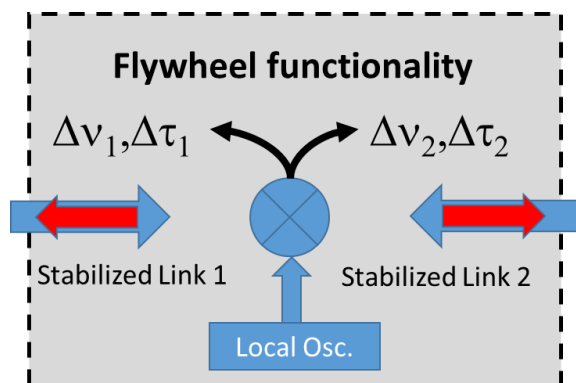 Flywheel functionality
Δν₁,Δτ₁
Δν₂,Δτ₂
Stabilized Link 1
Stabilized Link 2
Local Osc.